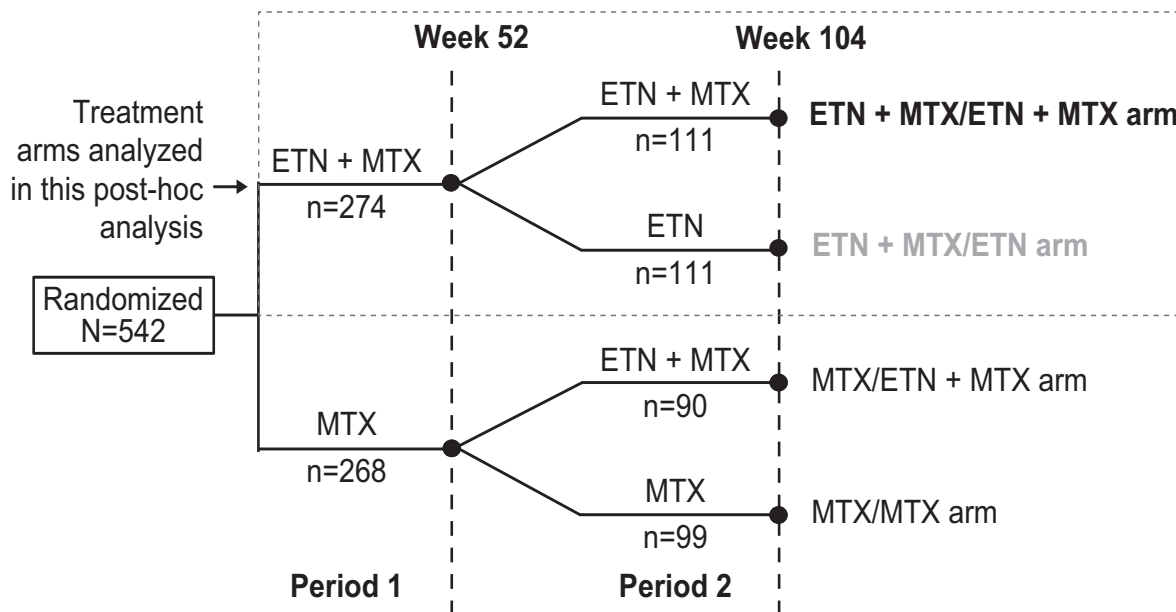 Week 52
Week 104
Treatment
arms analyzed
in this post-hoc
analysis
ETN + MTX
n=274
ETN + MTX
n=111
ETN + MTX/ETN + MTX arm
ETN
n=111
ETN + MTX/ETN arm
Randomized
N=542
MTX
n=268
ETN + MTX
n=90
MTX/ETN + MTX arm
MTX
n=99
MTX/MTX arm
Period 1
Period 2